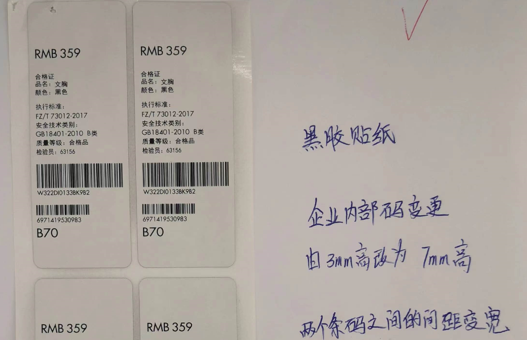 RMB 359
合格证
品名：文胸
颜色：黑色
执行标准：
FZ/T 73012-2017
安全技术类别：
GB18401-2010 B类
质量等级：合格品
检验员：63156
W322DI0133BK982
6971419530983
B70
RMB 359
合格证
品名：文胸
颜色：黑色
执行标准：
FZ/T 73012-2017
安全技术类别：
GB18401-2010 B类
质量等级：合格品
检验员：63156
W322DI0133BK982
6971419530983
B70
RMB 359
RMB 359
黑胶贴纸
企业内部码变更
由3mm高改为 7mm高
两个条码之间的间距变宽